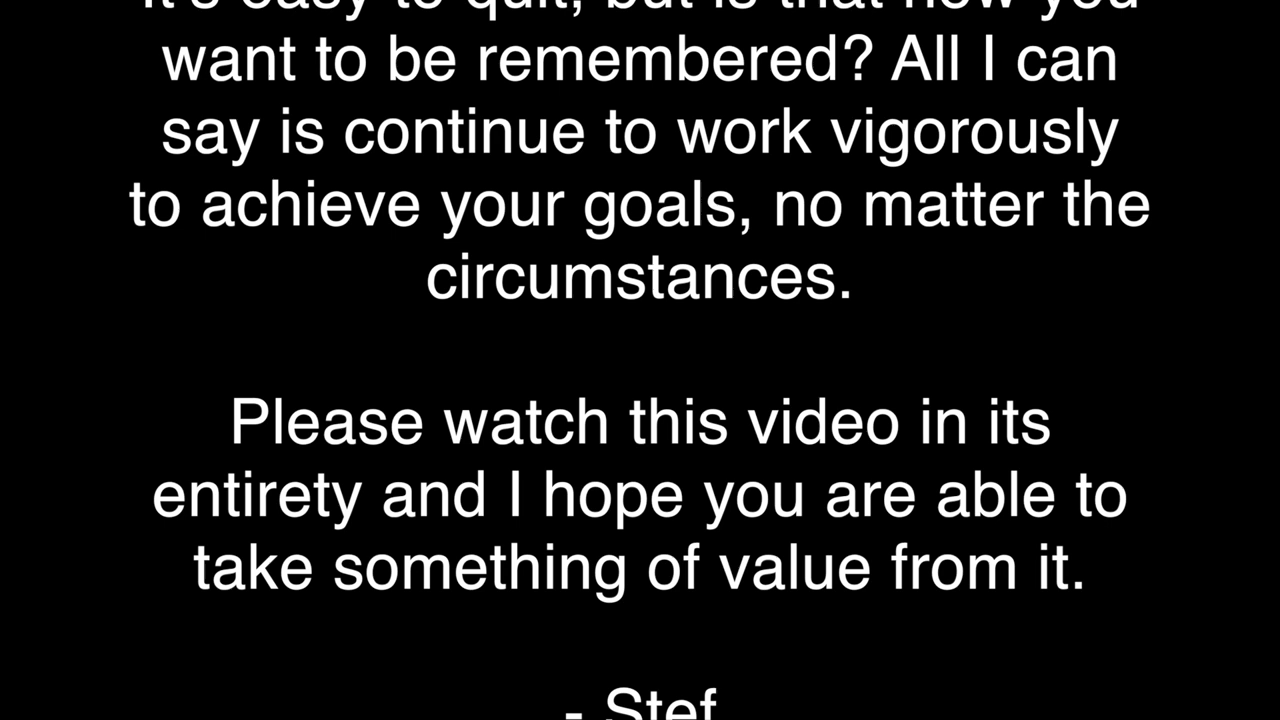 It's easy to quit, but is that how you
want to be remembered? All I can
say is continue to work vigorously
to achieve your goals, no matter the
circumstances.
Please watch this video in its
entirety and I hope you are able to
take something of value from it.
- Stef